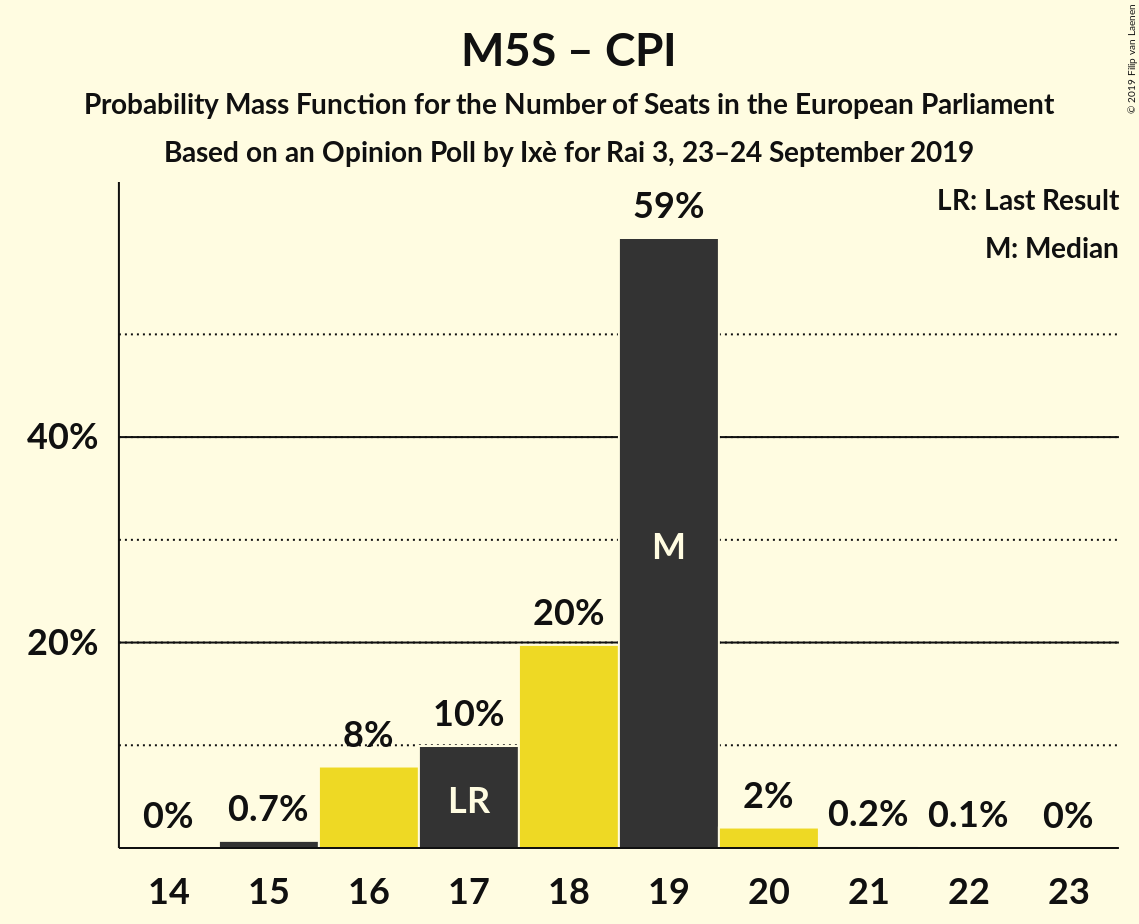 M5S – CPI
Probability Mass Function for the Number of Seats in the European Parliament
Based on an Opinion Poll by Ixè for Rai 3, 23–24 September 2019
© 2019 Filip van Laenen
LR: Last Result
M: Median
59%
40%
M
20%
20%
10%
8%
LR
0%
0.7%
2%
0.2%
0.1%
0%
14 15 16 17 18 19 20 21 22 23